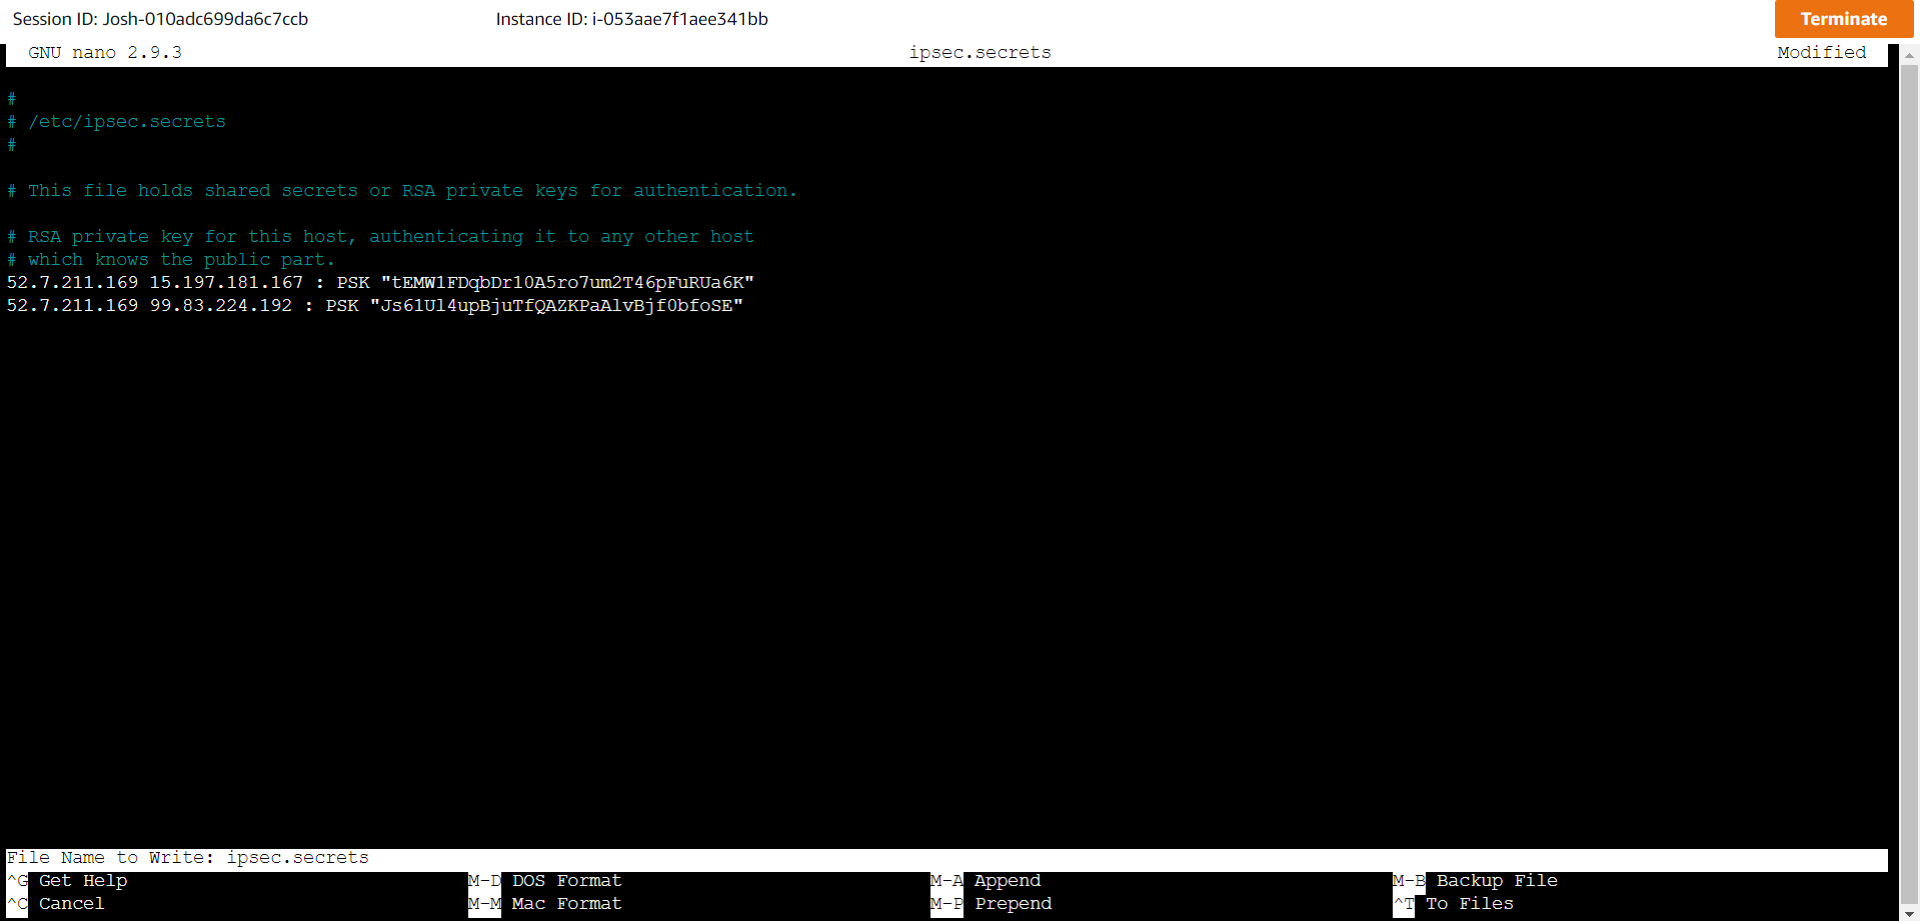 Session ID: Josh-010adc699da6c7ccb Instance ID: i-053aae7f1aee341bb Terminate
GNU nano 2.9.3 ipsec.secrets Modified
#
# /etc/ipsec.secrets
#
# This file holds shared secrets or RSA private keys for authentication.
# RSA private key for this host, authenticating it to any other host
# which knows the public part.
52.7.211.169 15.197.181.167 : PSK "tEMW1FDqbDr10A5ro7um2T46pFuRUa6K"
52.7.211.169 99.83.224.192 : PSK "Js61Ul4upBjuTfQAZKPaAlvBjf0bfoSE"
File Name to Write: ipsec.secrets
^G Get Help M-D DOS Format M-A Append M-B Backup File
^C Cancel M-M Mac Format M-P Prepend ^T To Files